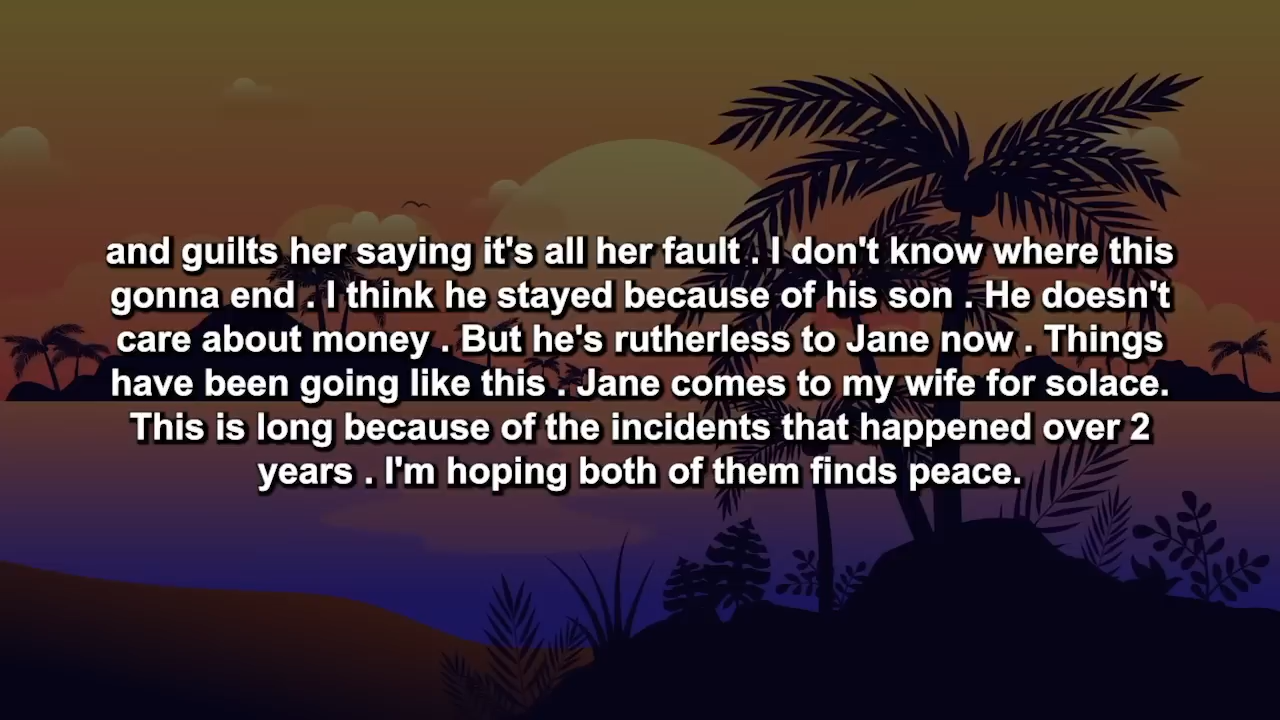 and guilts her saying it's all her fault . I don't know where this
gonna end . I think he stayed because of his son . He doesn't
care about money . But he's rutherless to Jane now . Things
have been going like this . Jane comes to my wife for solace.
This is long because of the incidents that happened over 2
years . I'm hoping both of them finds peace.